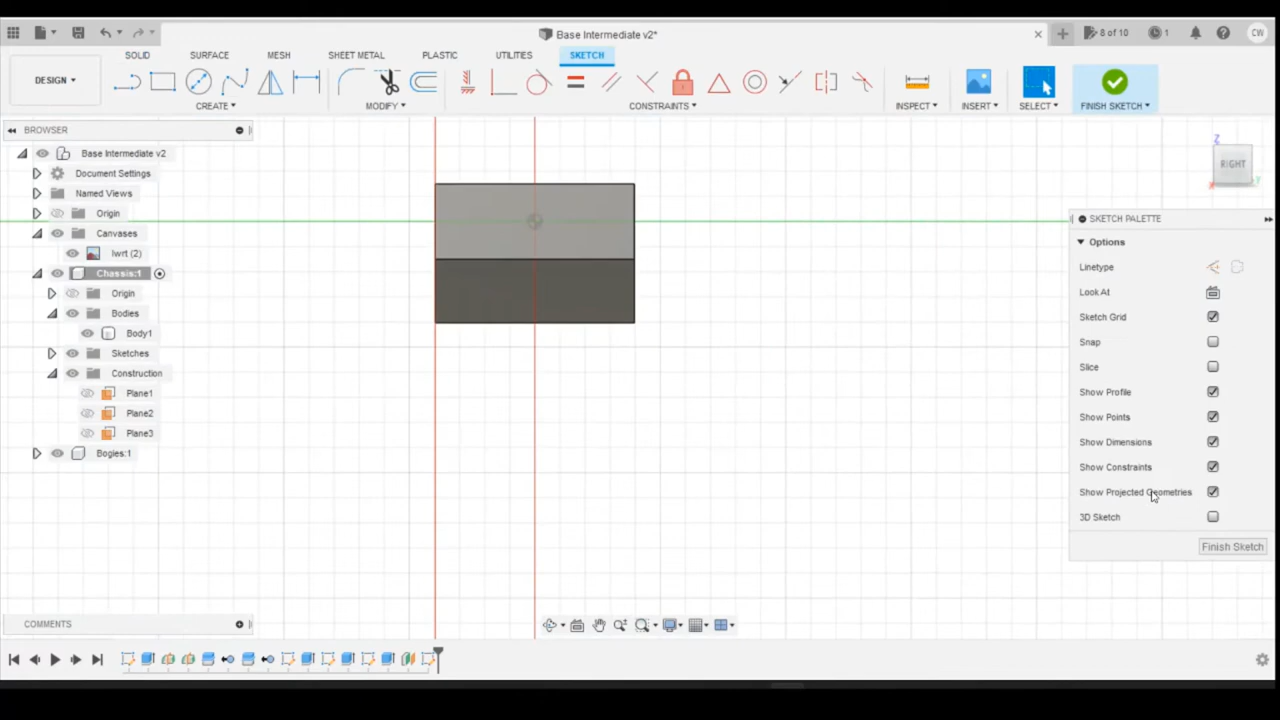 Base Intermediate v2*
8 of 10
1
CW
DESIGN
SOLID
SURFACE
MESH
SHEET METAL
PLASTIC
UTILITIES
SKETCH
CREATE
MODIFY
CONSTRAINTS
INSPECT
INSERT
SELECT
FINISH SKETCH
BROWSER
Base Intermediate v2
Document Settings
Named Views
Origin
Canvases
lwrt (2)
Chassis:1
Origin
Bodies
Body1
Sketches
Construction
Plane1
Plane2
Plane3
Bogies:1
Z
RIGHT
X
Y
SKETCH PALETTE
Options
Linetype
Look At
Sketch Grid
Snap
Slice
Show Profile
Show Points
Show Dimensions
Show Constraints
Show Projected Geometries
3D Sketch
Finish Sketch
COMMENTS